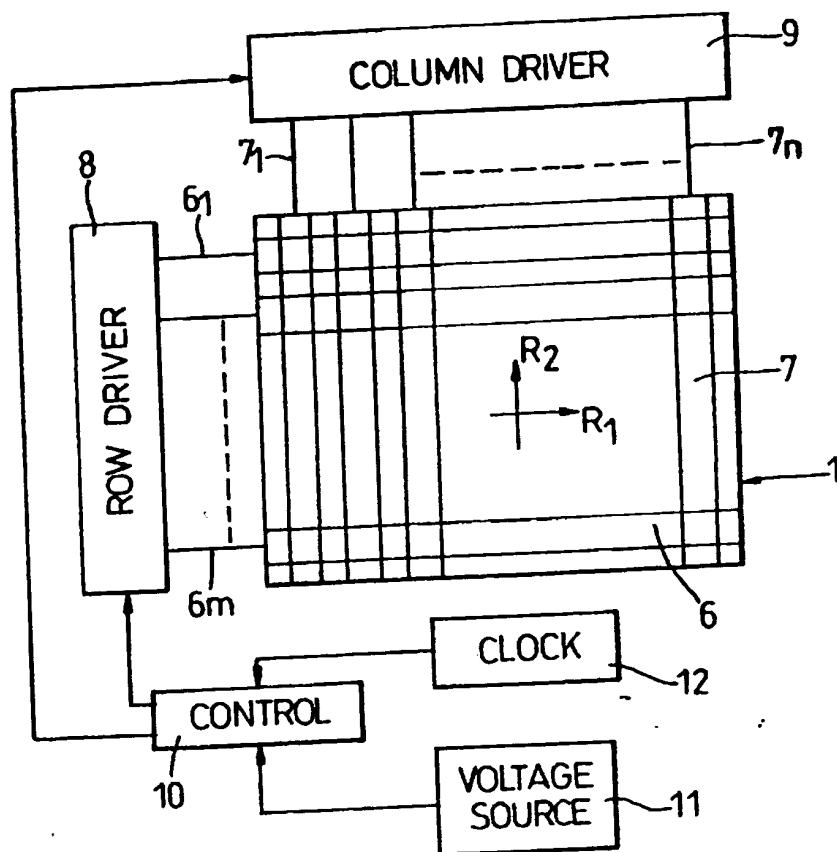 9
COLUMN DRIVER
7₁
7n
8
6₁
ROW DRIVER
R₂
R₁
7
1
6m
6
CLOCK
12
CONTROL
10
VOLTAGE
SOURCE
11